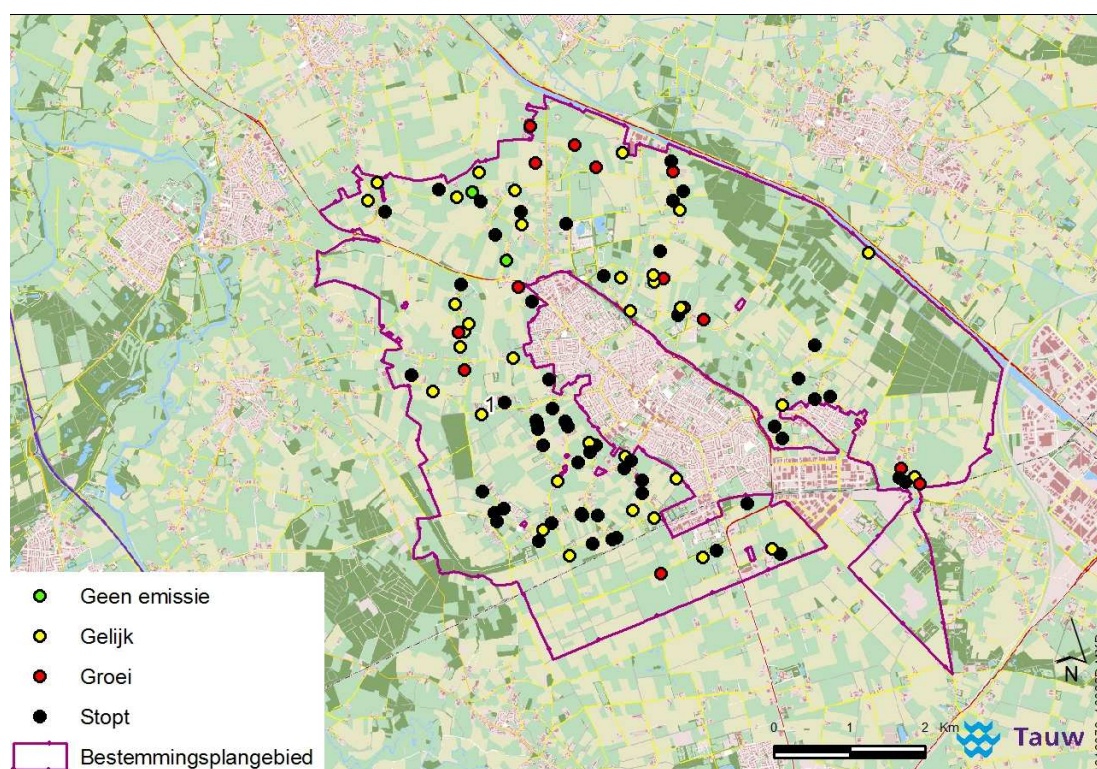 1
Geen emissie
Gelijk
Groei
Stopt
Bestemmingsplangebied
N
0 1 2 Km
Tauw